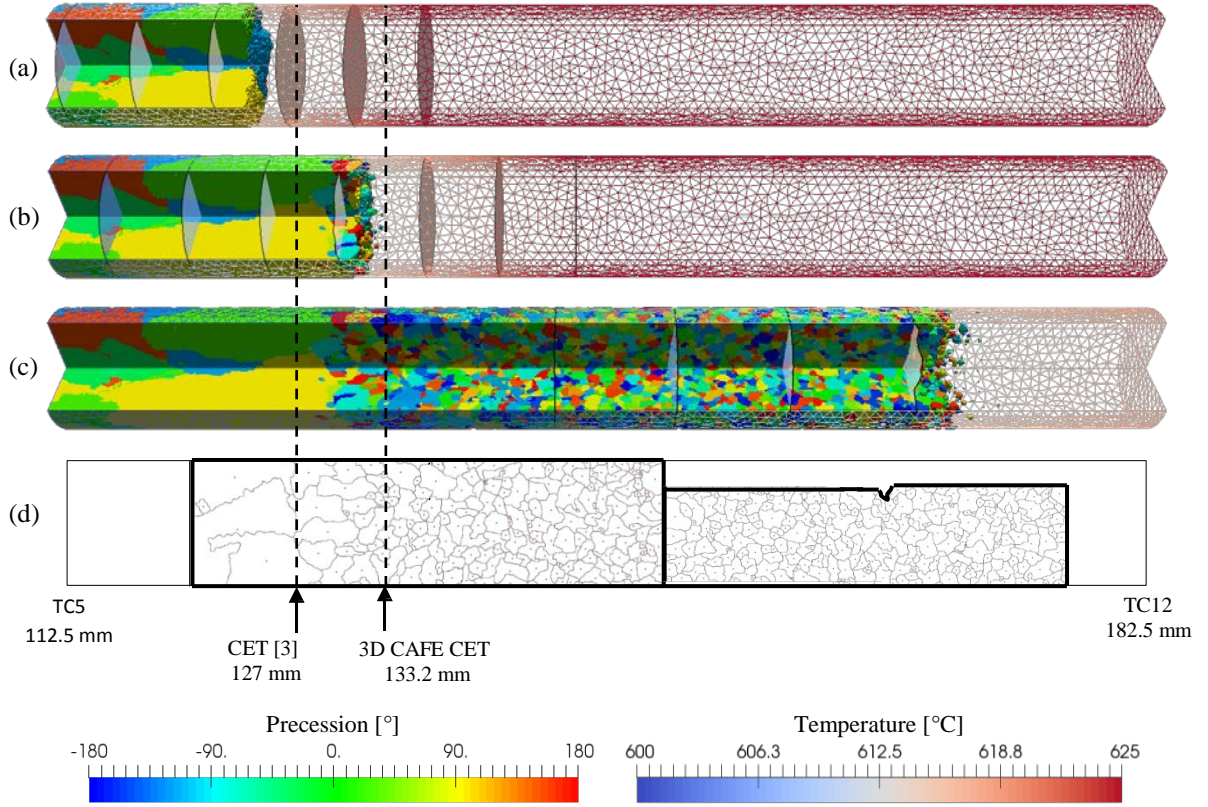 (a)
(b)
(c)
(d)
TC5
112.5 mm
TC12
182.5 mm
CET [3]
127 mm
3D CAFE CET
133.2 mm
Precession [°]
-180 -90. 0. 90. 180
Temperature [°C]
600 606.3 612.5 618.8 625